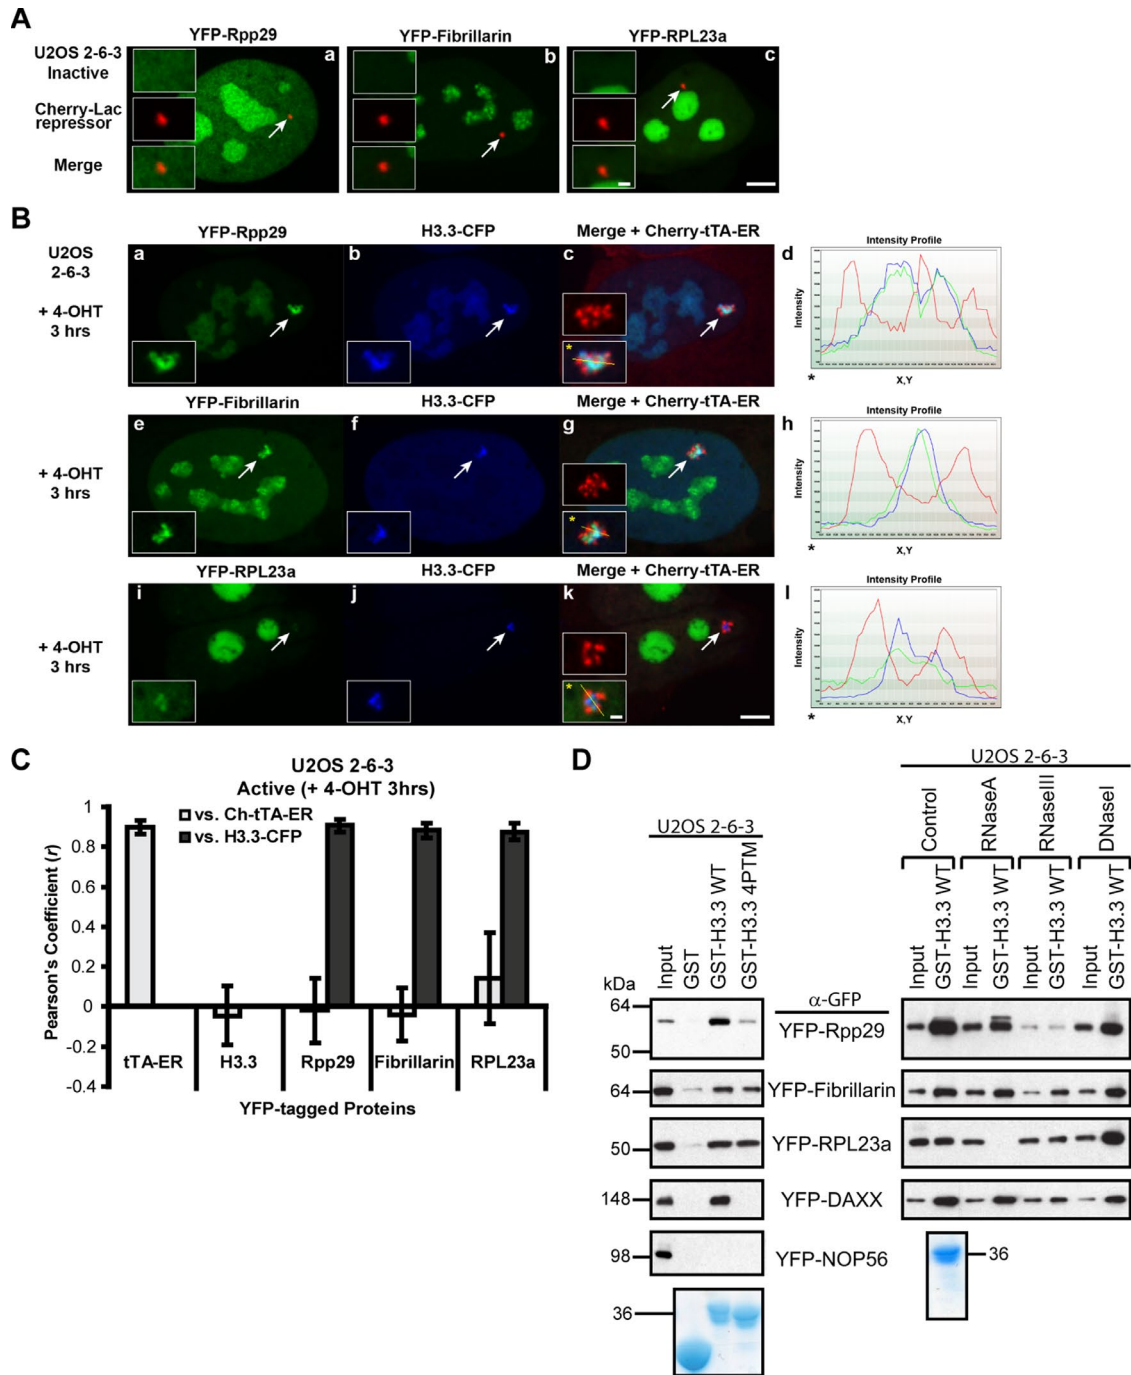 A
YFP-Rpp29
YFP-Fibrillarin
YFP-RPL23a
U2OS 2-6-3
Inactive
a
b
c
Cherry-Lac
repressor
Merge
B
YFP-Rpp29
H3.3-CFP
Merge + Cherry-tTA-ER
U2OS
2-6-3
+ 4-OHT
3 hrs
a
b
c
*
d
Intensity Profile
Intensity
X,Y
*
YFP-Fibrillarin
H3.3-CFP
Merge + Cherry-tTA-ER
+ 4-OHT
3 hrs
e
f
g
*
h
Intensity Profile
Intensity
X,Y
*
YFP-RPL23a
H3.3-CFP
Merge + Cherry-tTA-ER
+ 4-OHT
3 hrs
i
j
k
*
l
Intensity Profile
Intensity
X,Y
*
C
U2OS 2-6-3
Active (+ 4-OHT 3hrs)
vs. Ch-tTA-ER
vs. H3.3-CFP
Pearson's Coefficient (r)
1
0.8
0.6
0.4
0.2
0
-0.2
-0.4
tTA-ER
H3.3
Rpp29
Fibrillarin
RPL23a
YFP-tagged Proteins
D
U2OS 2-6-3
Input
GST
GST-H3.3 WT
GST-H3.3 4PTM
U2OS 2-6-3
Control
RNaseA
RNaseIII
DNaseI
Input
GST-H3.3 WT
Input
GST-H3.3 WT
Input
GST-H3.3 WT
Input
GST-H3.3 WT
kDa
α-GFP
64
50
YFP-Rpp29
64
YFP-Fibrillarin
50
YFP-RPL23a
148
YFP-DAXX
98
YFP-NOP56
36
36